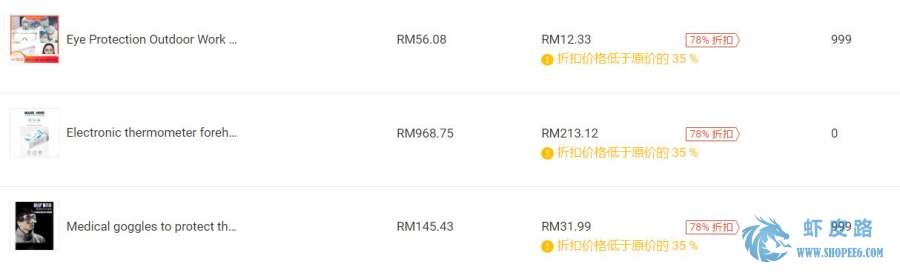 Eye Protection Outdoor Work ...
RM56.08
RM12.33
78% 折扣
999
折扣价格低于原价的 35 %
Electronic thermometer foreh...
RM968.75
RM213.12
78% 折扣
0
折扣价格低于原价的 35 %
Medical goggles to protect th...
RM145.43
RM31.99
78% 折扣
999
折扣价格低于原价的 35 %
虾皮路
WWW.SHOPEE6.COM